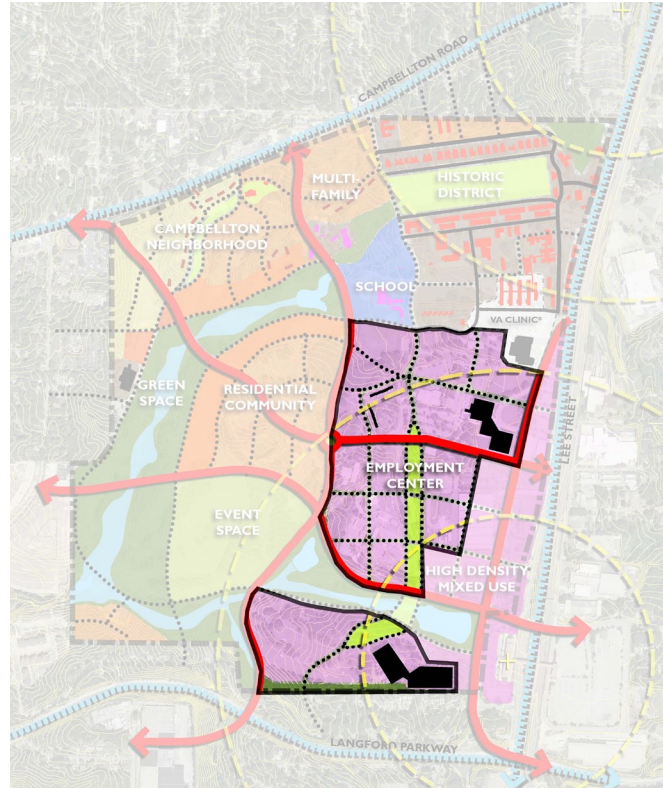 CAMPBELLTON ROAD
MULTI-
FAMILY
HISTORIC
DISTRICT
CAMPBELLTON
NEIGHBORHOOD
SCHOOL
VA CLINIC*
GREEN
SPACE
RESIDENTIAL
COMMUNITY
LEE STREET
EMPLOYMENT
CENTER
EVENT
SPACE
HIGH DENSITY
MIXED USE
LANGFORD PARKWAY